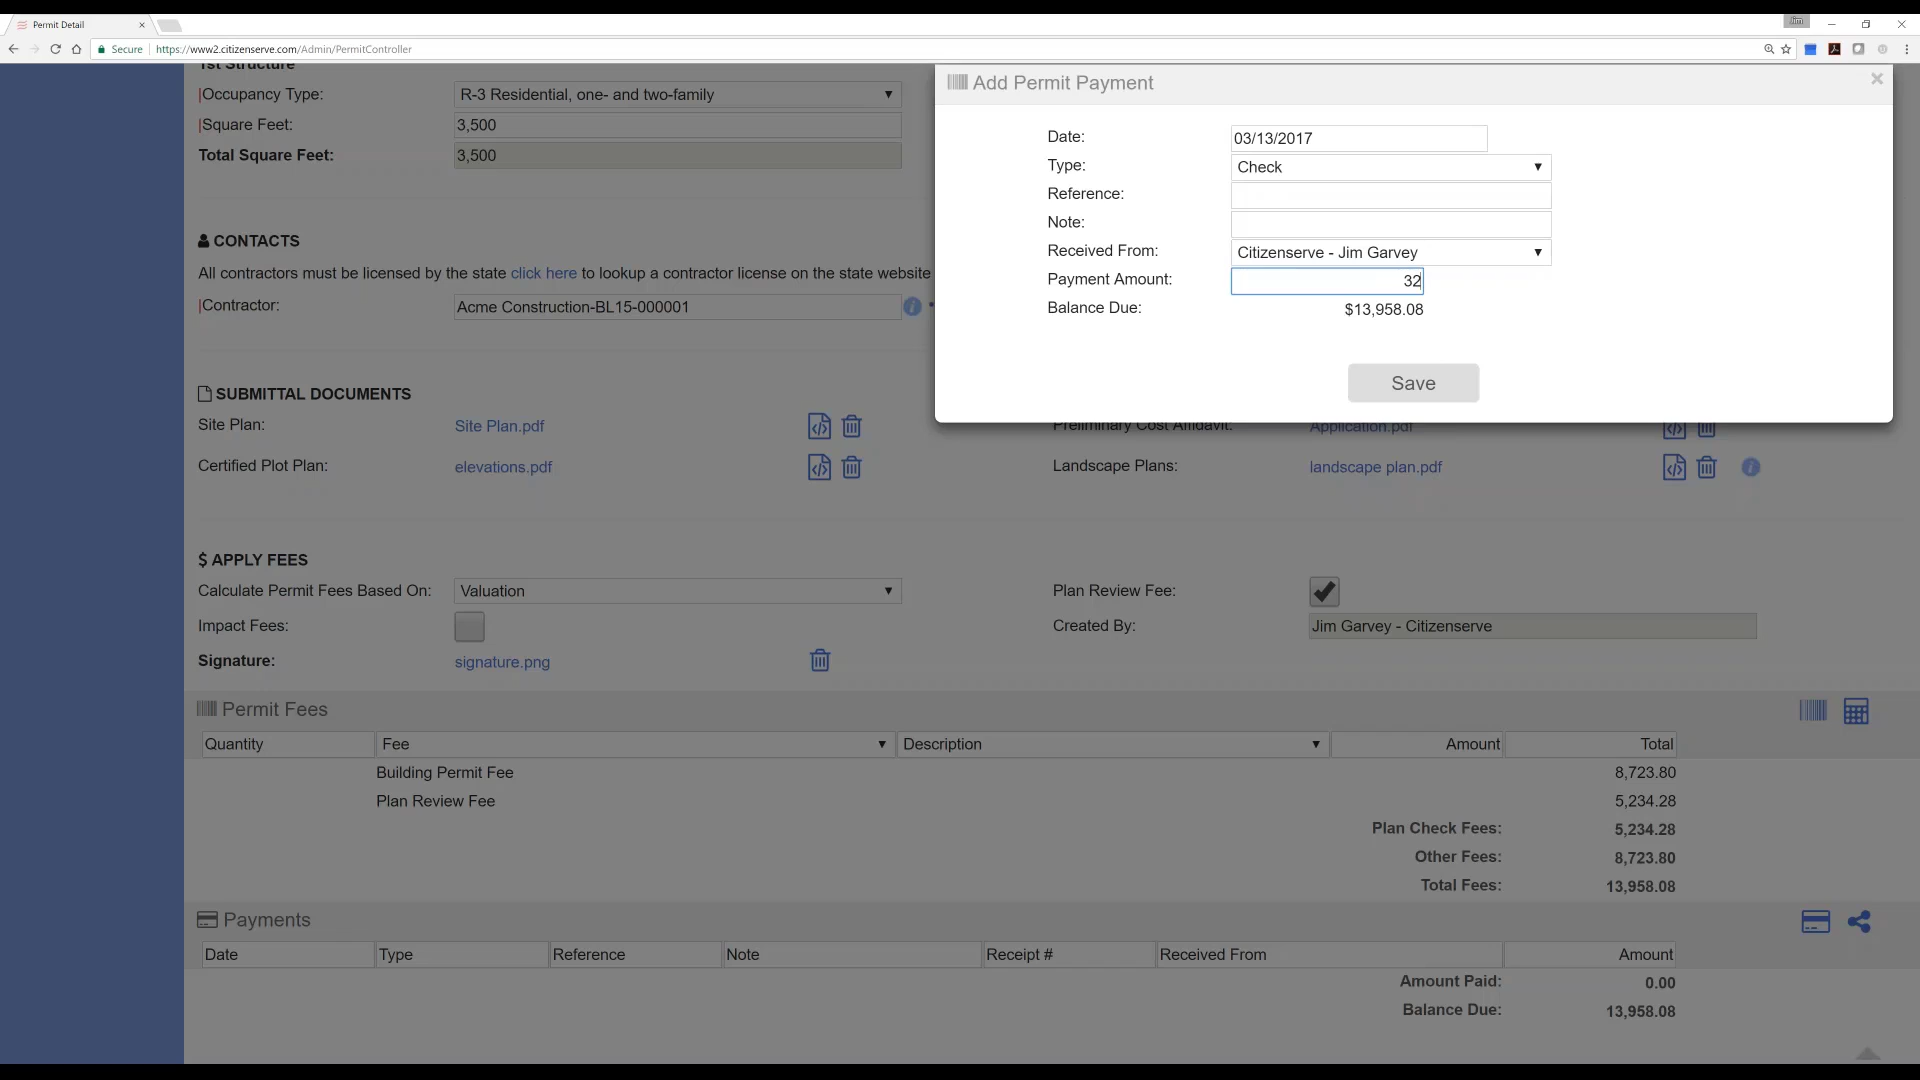 Permit Detail
Jim
Secure https://www2.citizenserve.com/Admin/PermitController
1st Structure
Occupancy Type: R-3 Residential, one- and two-family
Square Feet: 3,500
Total Square Feet: 3,500
Add Permit Payment
Date: 03/13/2017
Type: Check
Reference:
Note:
Received From: Citizenserve - Jim Garvey
Payment Amount: 32
Balance Due: $13,958.08
Save
CONTACTS
All contractors must be licensed by the state click here to lookup a contractor license on the state website
Contractor: Acme Construction-BL15-000001
SUBMITTAL DOCUMENTS
Site Plan: Site Plan.pdf Preliminary Cost Affidavit: Application.pdf
Certified Plot Plan: elevations.pdf Landscape Plans: landscape plan.pdf
$ APPLY FEES
Calculate Permit Fees Based On: Valuation Plan Review Fee:
Impact Fees: Created By: Jim Garvey - Citizenserve
Signature: signature.png
Permit Fees
Quantity Fee Description Amount Total
Building Permit Fee 8,723.80
Plan Review Fee 5,234.28
Plan Check Fees: 5,234.28
Other Fees: 8,723.80
Total Fees: 13,958.08
Payments
Date Type Reference Note Receipt # Received From Amount
Amount Paid: 0.00
Balance Due: 13,958.08